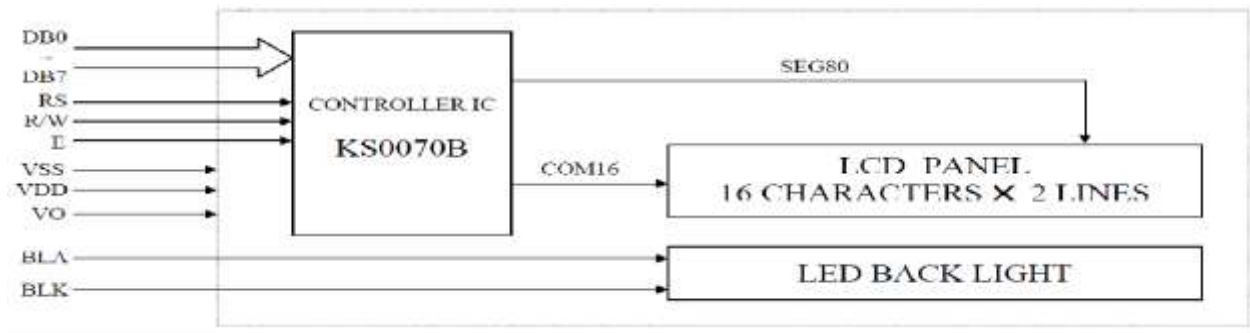 DB0
~
DB7
RS
R/W
E
VSS
VDD
VO
BLA
BLK
CONTROLLER IC
KS0070B
SEG80
COM16
LCD PANEL
16 CHARACTERS × 2 LINES
LED BACK LIGHT